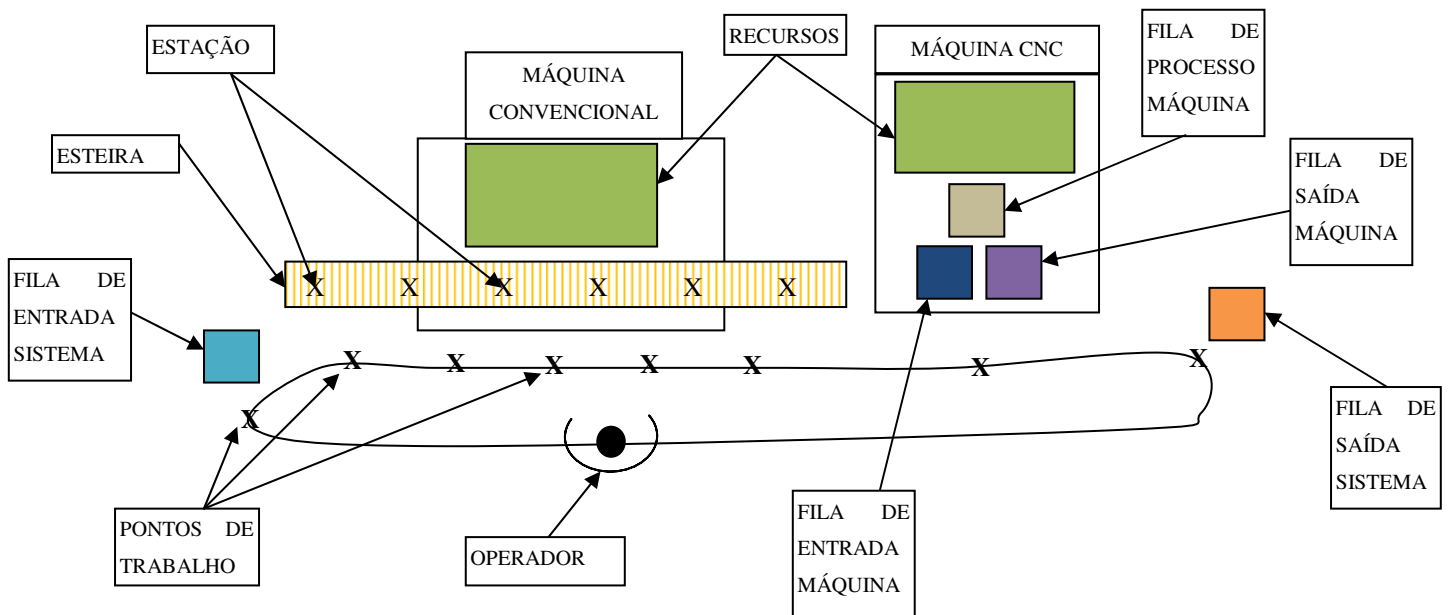 ESTAÇÃO
MÁQUINA
CONVENCIONAL
RECURSOS
MÁQUINA CNC
FILA DE
PROCESSO
MÁQUINA
ESTEIRA
FILA DE
SAÍDA
MÁQUINA
FILA DE
ENTRADA
SISTEMA
X X X X X X
X X X X X X X
X
FILA DE
SAÍDA
SISTEMA
PONTOS DE
TRABALHO
OPERADOR
FILA DE
ENTRADA
MÁQUINA